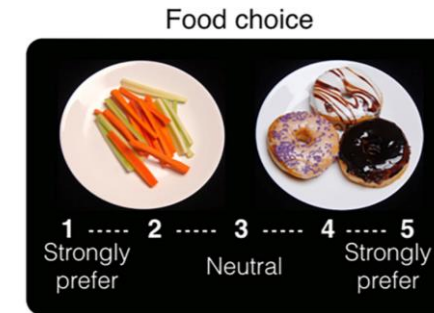 Food choice
1 ----- 2 ----- 3 ----- 4 ----- 5
Strongly prefer Neutral Strongly prefer